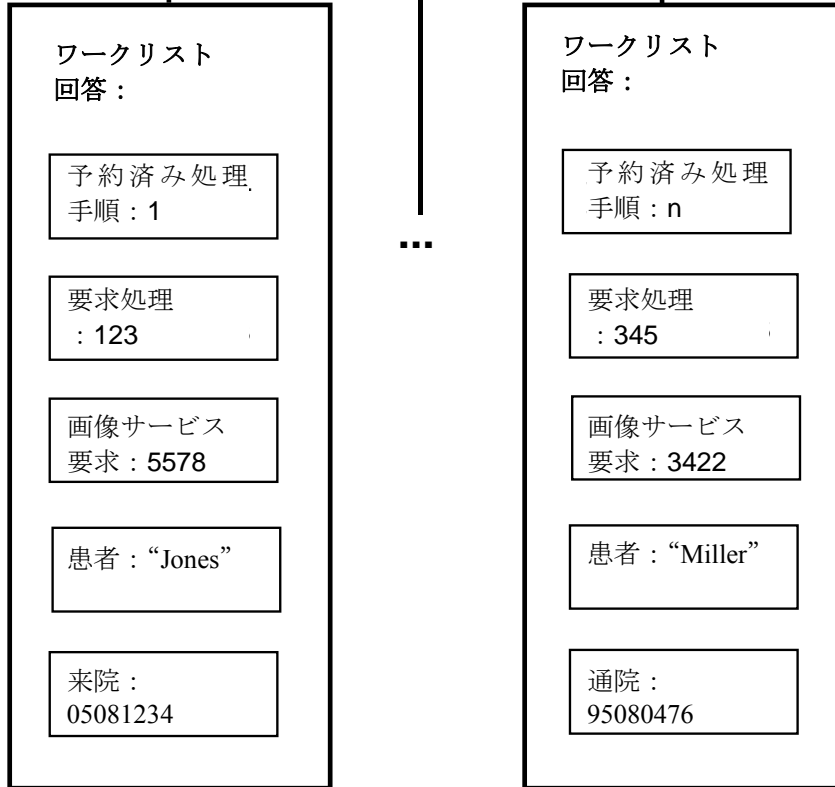 ワークリスト
回答：
予約済み処理
手順：1
要求処理
：123
画像サービス
要求：5578
患者：“Jones”
来院：
05081234
...
ワークリスト
回答：
予約済み処理
手順：n
要求処理
：345
画像サービス
要求：3422
患者：“Miller”
通院：
95080476